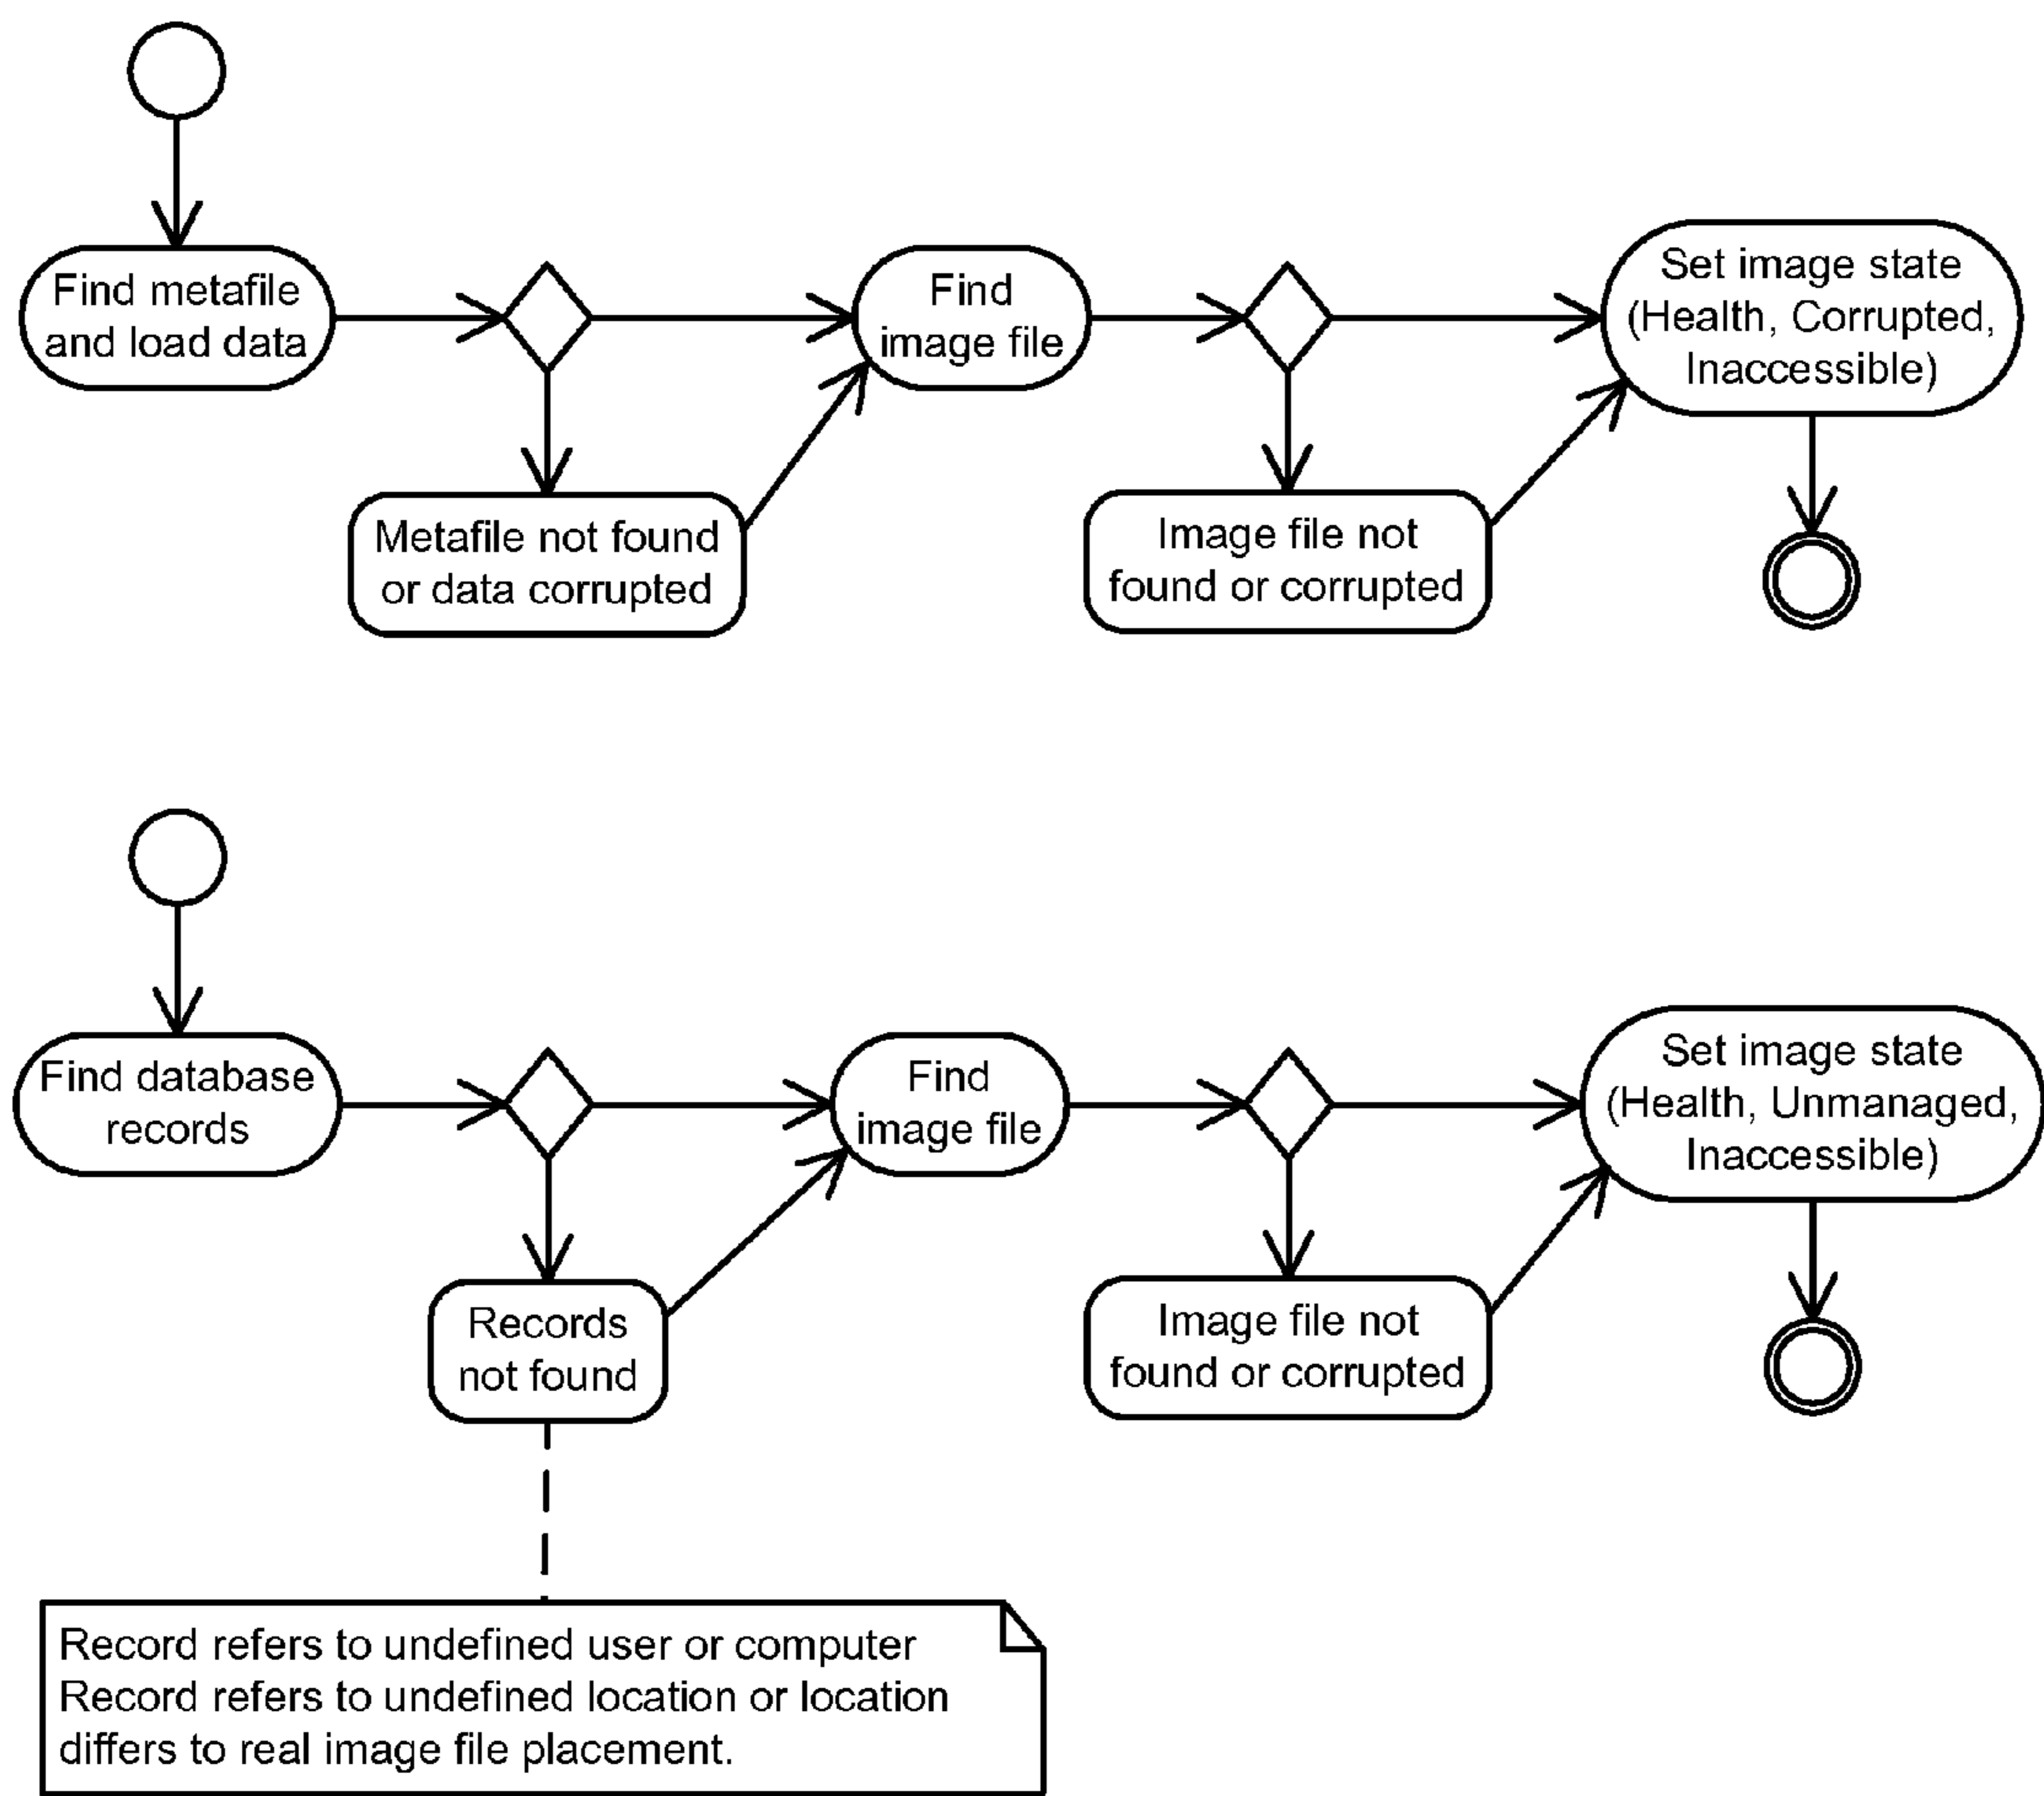 Find metafile
and load data
Find
image file
Set image state
(Health, Corrupted,
Inaccessible)
Metafile not found
or data corrupted
Image file not
found or corrupted
Find database
records
Find
image file
Set image state
(Health, Unmanaged,
Inaccessible)
Records
not found
Image file not
found or corrupted
Record refers to undefined user or computer
Record refers to undefined location or location
differs to real image file placement.